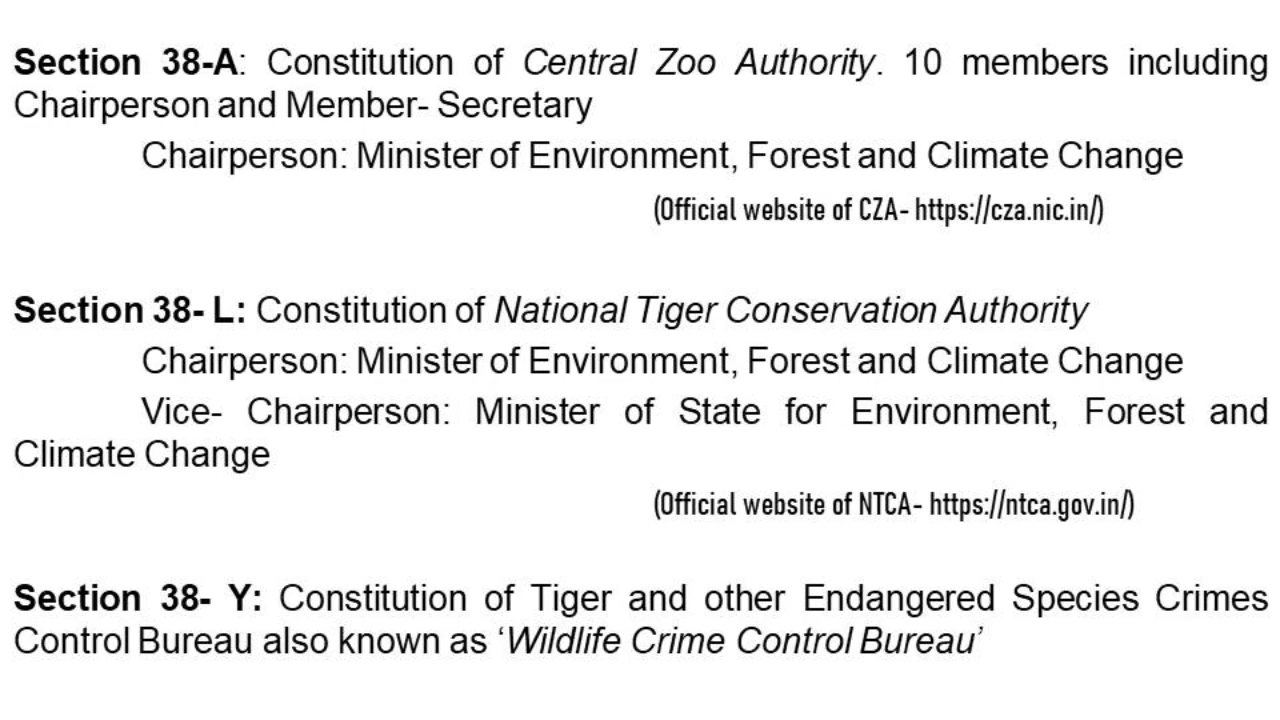 Section 38-A: Constitution of Central Zoo Authority. 10 members including
Chairperson and Member- Secretary
Chairperson: Minister of Environment, Forest and Climate Change
(Official website of CZA- https://cza.nic.in/)
Section 38- L: Constitution of National Tiger Conservation Authority
Chairperson: Minister of Environment, Forest and Climate Change
Vice- Chairperson: Minister of State for Environment, Forest and
Climate Change
(Official website of NTCA- https://ntca.gov.in/)
Section 38- Y: Constitution of Tiger and other Endangered Species Crimes
Control Bureau also known as ‘Wildlife Crime Control Bureau’